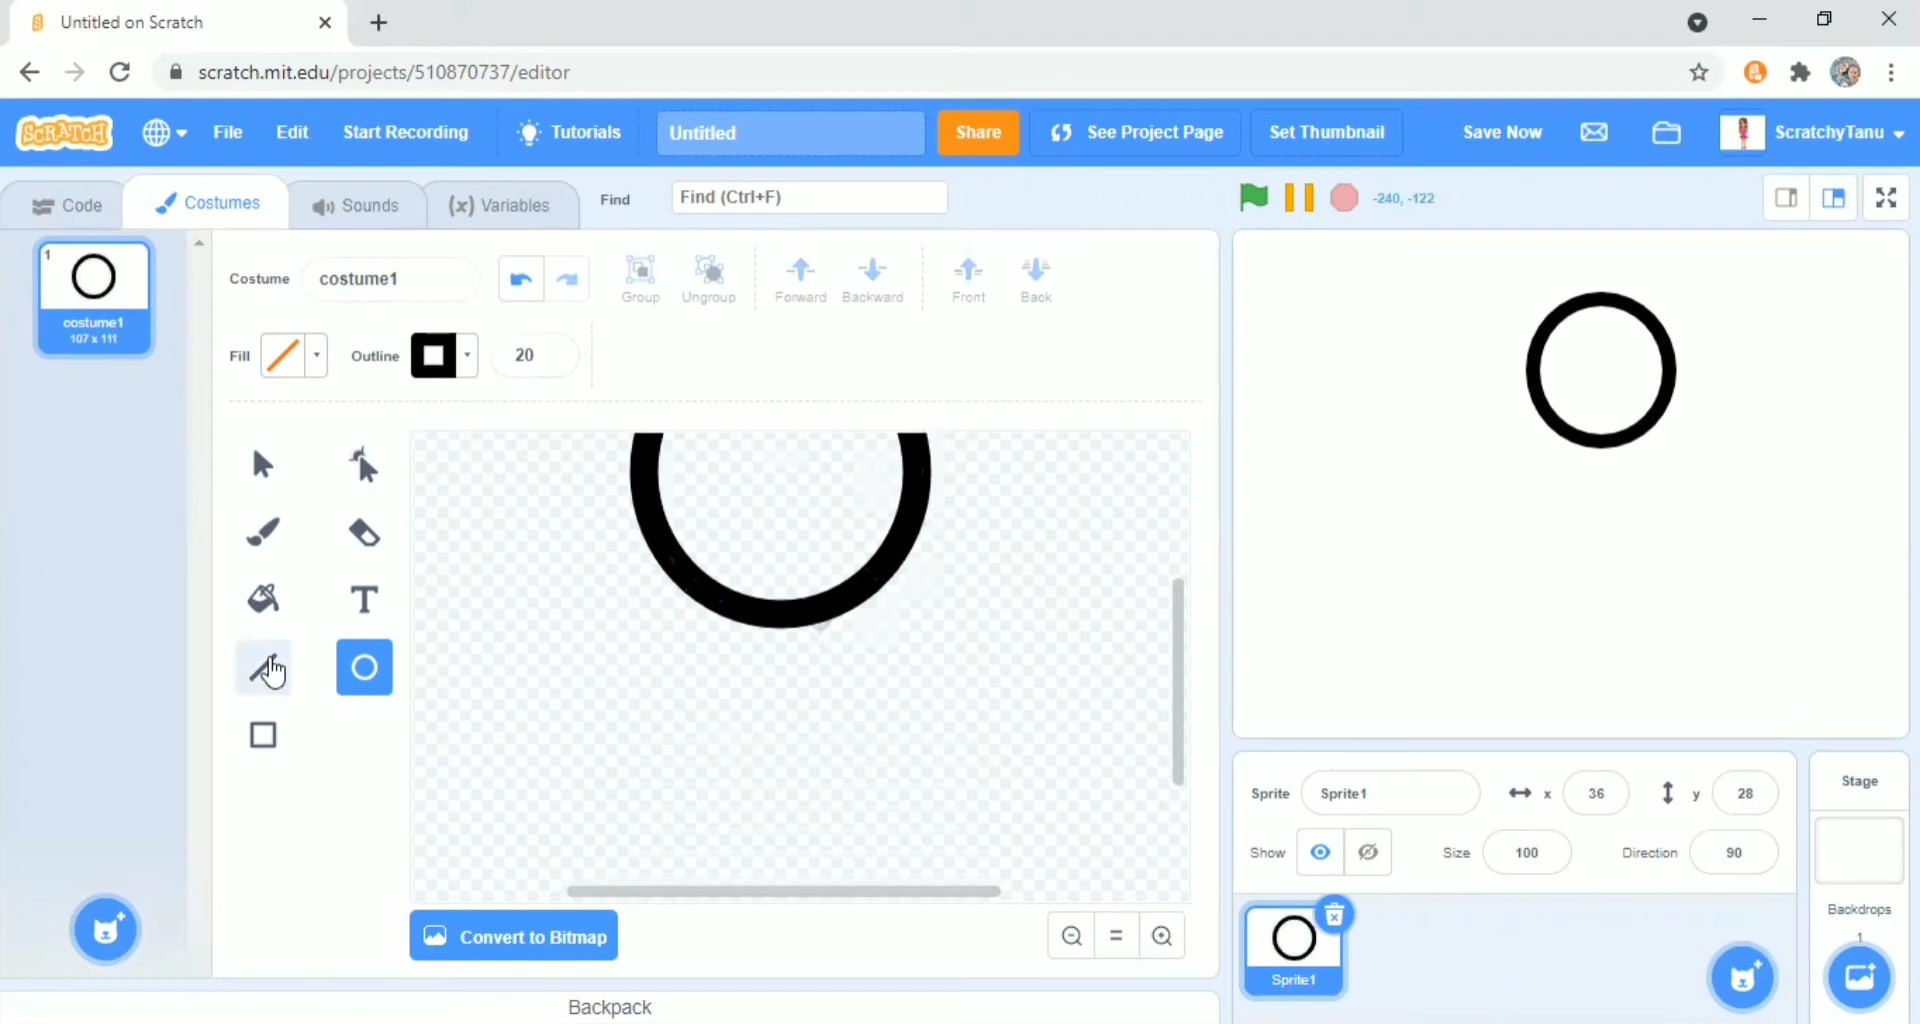 Untitled on Scratch
scratch.mit.edu/projects/510870737/editor
SCRATCH File Edit Start Recording Tutorials Untitled Share See Project Page Set Thumbnail Save Now ScratchyTanu
Code Costumes Sounds (x) Variables Find Find (Ctrl+F) -240, -122
1
costume1
107 x 111
Costume costume1 Group Ungroup Forward Backward Front Back
Fill Outline 20
T
Convert to Bitmap =
Backpack
Sprite Sprite1 x 36 y 28
Show Size 100 Direction 90
Sprite1
Stage
Backdrops
1